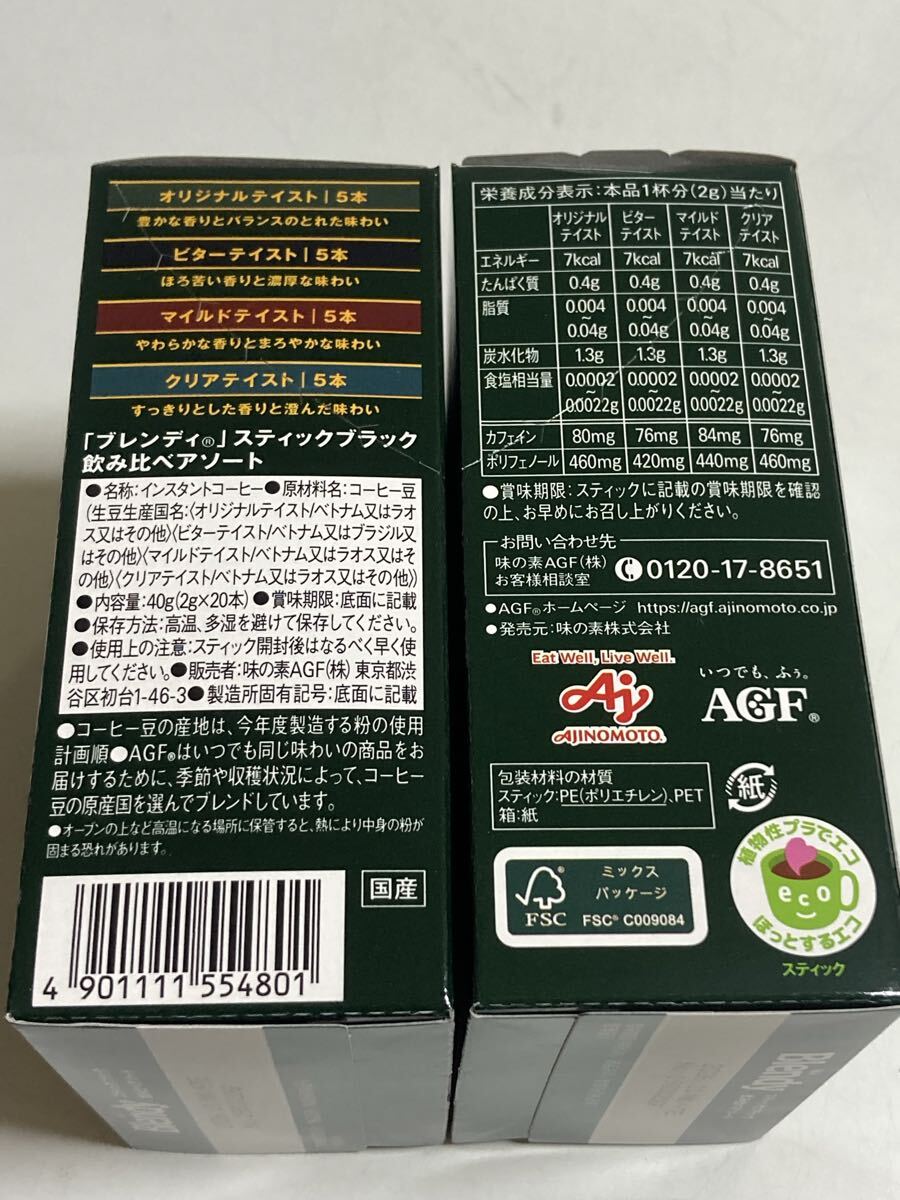 オリジナルテイスト | 5本
豊かな香りとバランスのとれた味わい
ビターテイスト | 5本
ほろ苦い香りと濃厚な味わい
マイルドテイスト | 5本
やわらかな香りとまろやかな味わい
クリアテイスト | 5本
すっきりとした香りと澄んだ味わい
「ブレンディ®」スティックブラック
飲み比べアソート
●名称:インスタントコーヒー●原材料名:コーヒー豆
(生豆生産国名:〈オリジナルテイスト/ベトナム又はラオ
ス又はその他〉〈ビターテイスト/ベトナム又はブラジル又
はその他〉〈マイルドテイスト/ベトナム又はラオス又はそ
の他〉〈クリアテイスト/ベトナム又はラオス又はその他〉)
●内容量:40g(2g×20本)●賞味期限:底面に記載
●保存方法:高温、多湿を避けて保存してください。
●使用上の注意:スティック開封後はなるべく早く使
用してください。●販売者:味の素AGF(株) 東京都渋
谷区初台1-46-3●製造所固有記号:底面に記載
●コーヒー豆の産地は、今年度製造する粉の使用
計画順●AGF®はいつでも同じ味わいの商品をお
届けするために、季節や収穫状況によって、コーヒー
豆の原産国を選んでブレンドしています。
●オーブンの上など高温になる場所に保管すると、熱により中身の粉が
固まる恐れがあります。
国産
4 901111 554801
栄養成分表示:本品1杯分(2g)当たり
オリジナルテイスト ビターテイスト マイルドテイスト クリアテイスト
エネルギー 7kcal 7kcal 7kcal 7kcal
たんぱく質 0.4g 0.4g 0.4g 0.4g
脂質 0.004~0.04g 0.004~0.04g 0.004~0.04g 0.004~0.04g
炭水化物 1.3g 1.3g 1.3g 1.3g
食塩相当量 0.0002~0.0022g 0.0002~0.0022g 0.0002~0.0022g 0.0002~0.0022g
カフェイン 80mg 76mg 84mg 76mg
ポリフェノール 460mg 420mg 440mg 460mg
●賞味期限:スティックに記載の賞味期限を確認
の上、お早めにお召し上がりください。
お問い合わせ先
味の素AGF(株)
お客様相談室
0120-17-8651
●AGF®ホームページ https://agf.ajinomoto.co.jp
●発売元:味の素株式会社
Eat Well, Live Well.
Aj
AJINOMOTO®
いつでも、ふぅ。
AGF®
包装材料の材質
スティック:PE(ポリエチレン)、PET
箱:紙
紙
FSC
ミックス
パッケージ
FSC® C009084
植物性プラでエコ
eco
ほっとするエコ
スティック
Blendy
Blendy